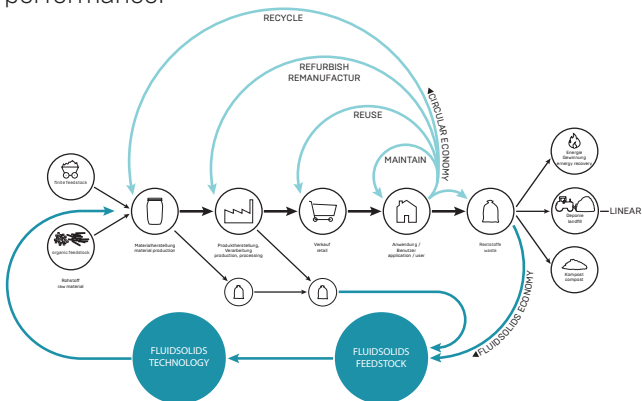 performance.
RECYCLE
REFURBISH
REMANUFACTUR
REUSE
MAINTAIN
▲CIRCULAR ECONOMY
finite feedstock
organic feedstock
Rohstoff
raw material
Materialherstellung
material production
Produktherstellung,
Verarbeitung
production, processing
Verkauf
retail
Anwendung /
Benutzer
application / user
Reststoffe
waste
Energie
Gewinnung
emergy recovery
Deponie
landfill
LINEAR
Kompost
compost
▲FLUIDSOLIDS ECONOMY
FLUIDSOLIDS
TECHNOLOGY
FLUIDSOLIDS
FEEDSTOCK